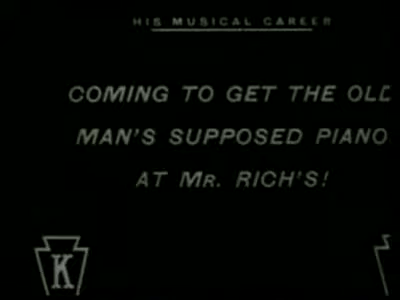 HIS MUSICAL CAREER
COMING TO GET THE OLD
MAN'S SUPPOSED PIANO
AT MR. RICH'S!
K